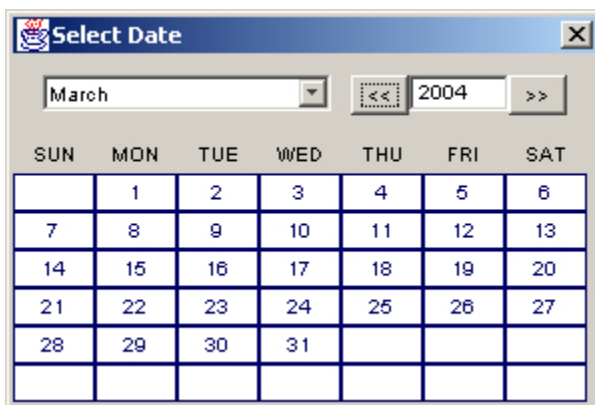 Select Date
March << 2004 >>
SUN MON TUE WED THU FRI SAT
1 2 3 4 5 6
7 8 9 10 11 12 13
14 15 16 17 18 19 20
21 22 23 24 25 26 27
28 29 30 31